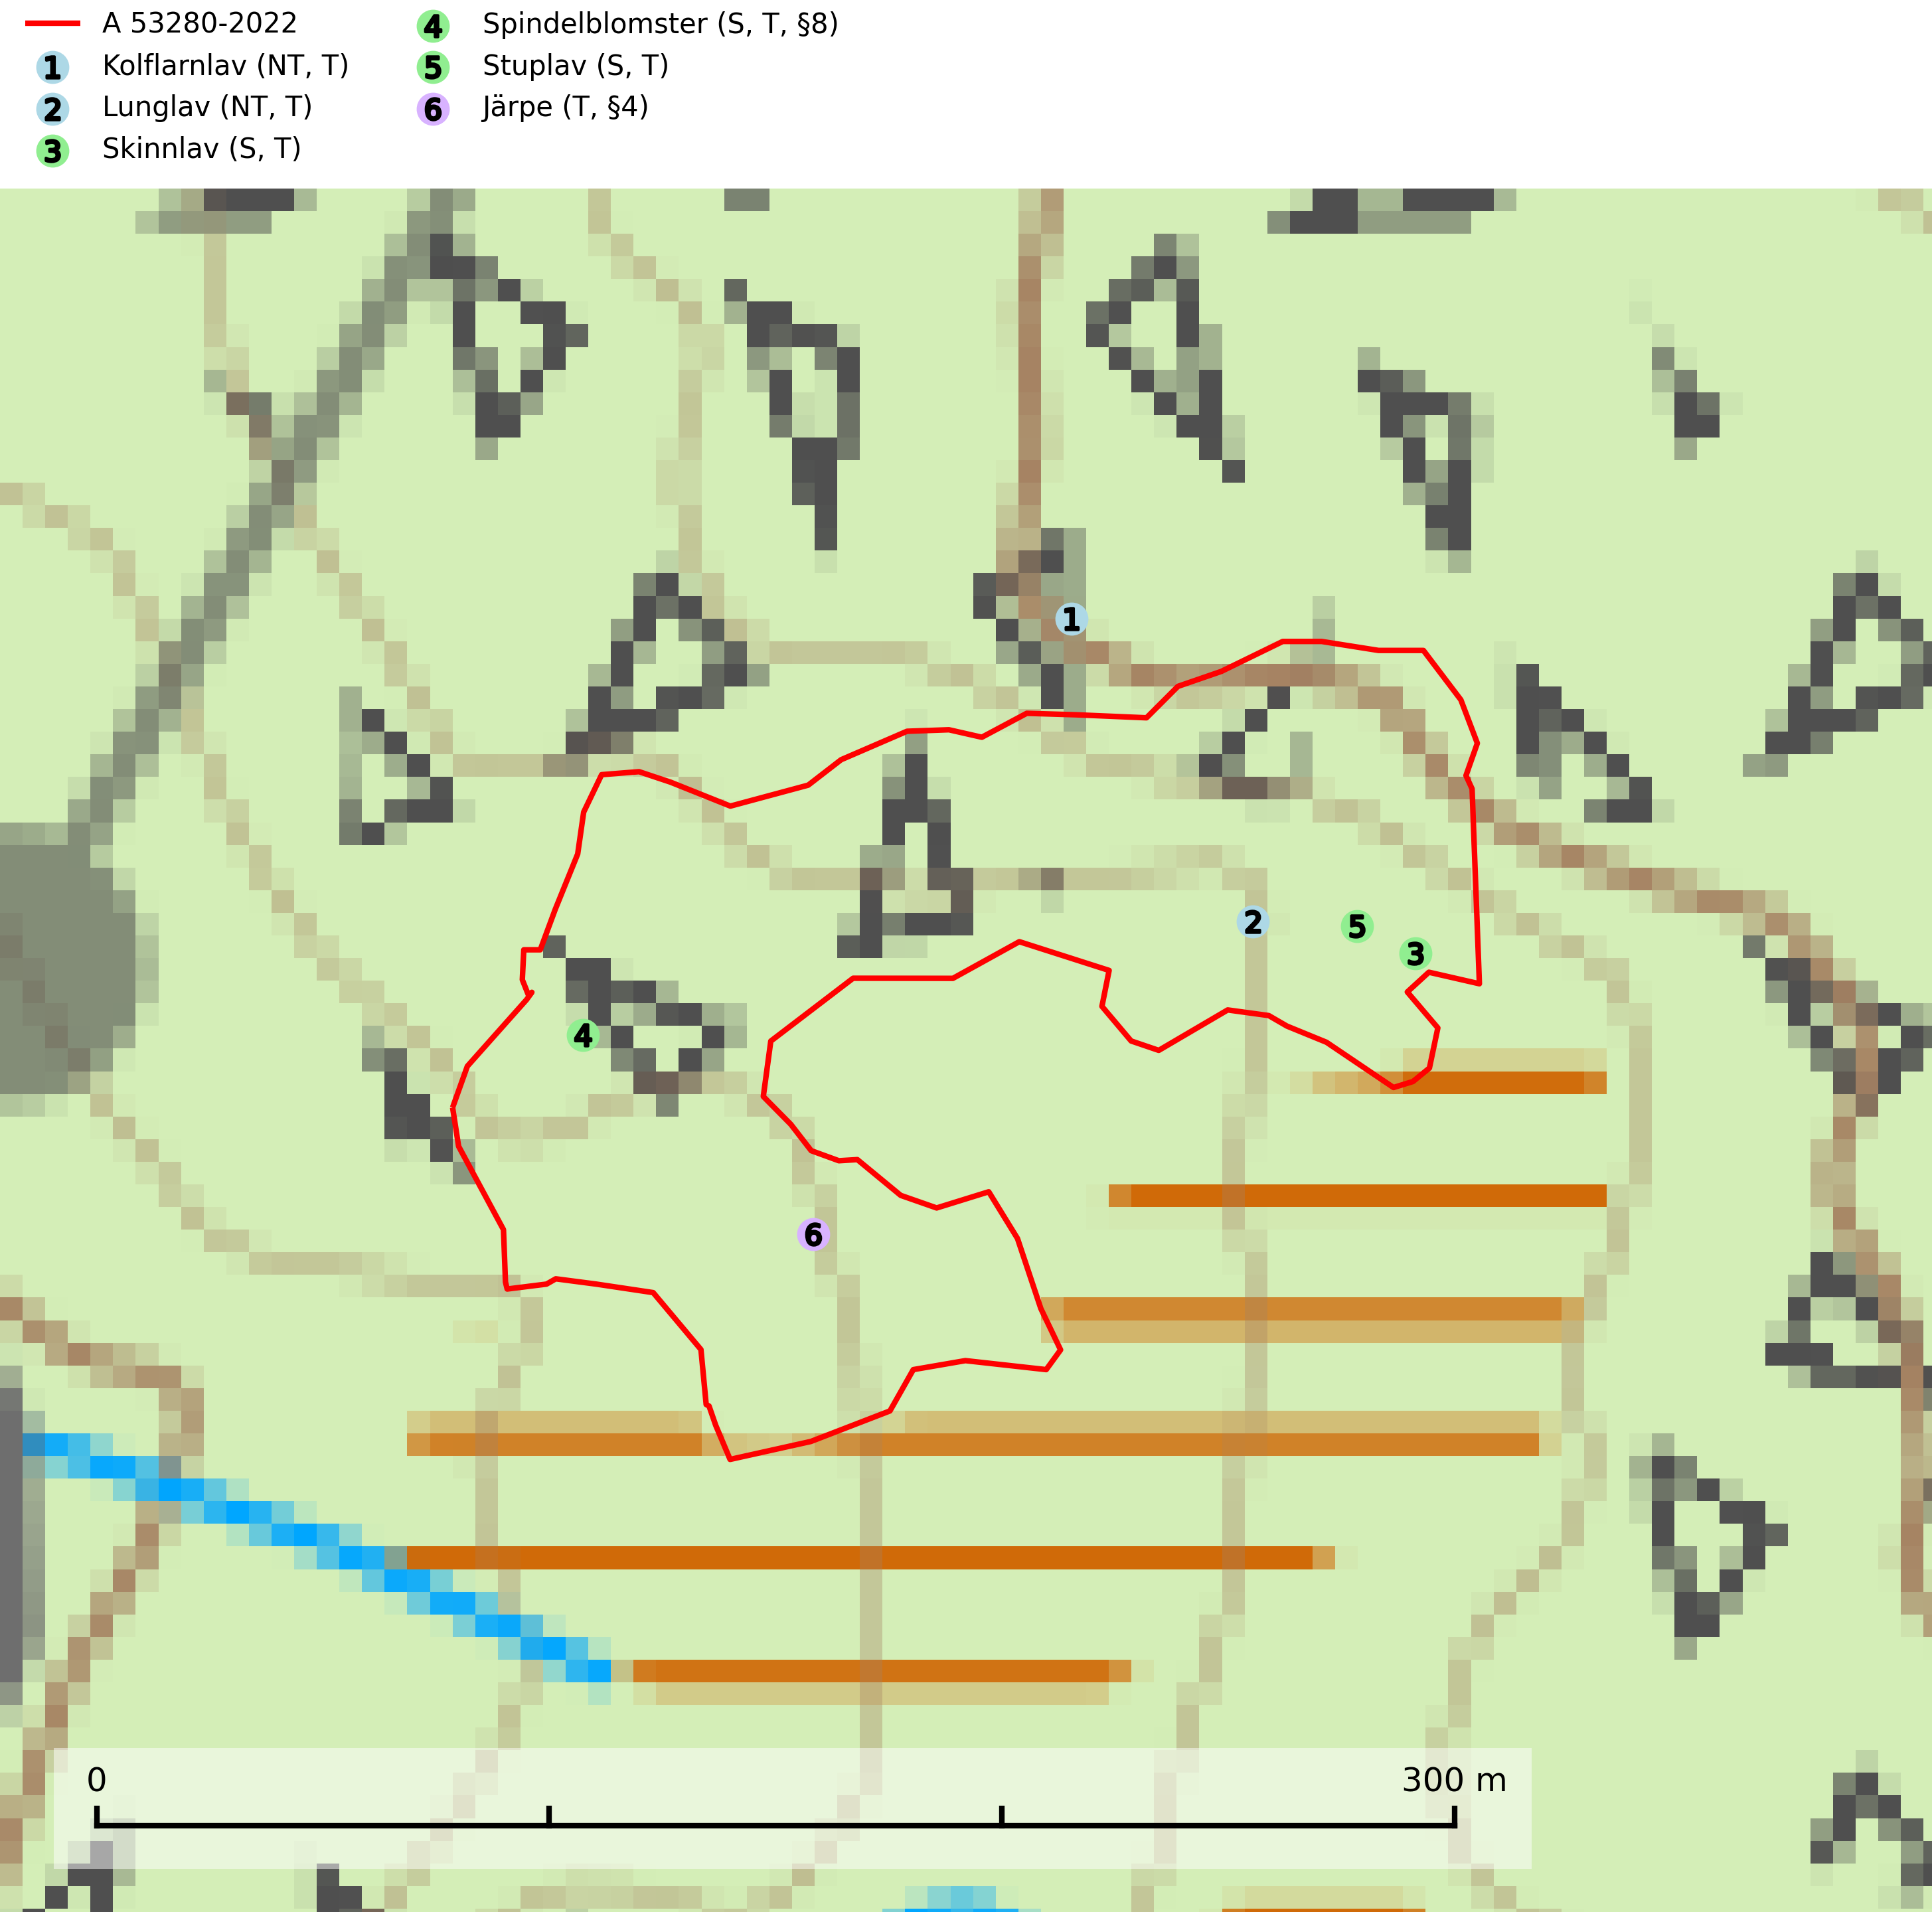 A 53280-2022
1 Kolflarnlav (NT, T)
2 Lunglav (NT, T)
3 Skinnlav (S, T)
4 Spindelblomster (S, T, §8)
5 Stuplav (S, T)
6 Järpe (T, §4)
1
2
5
3
4
6
0 300 m